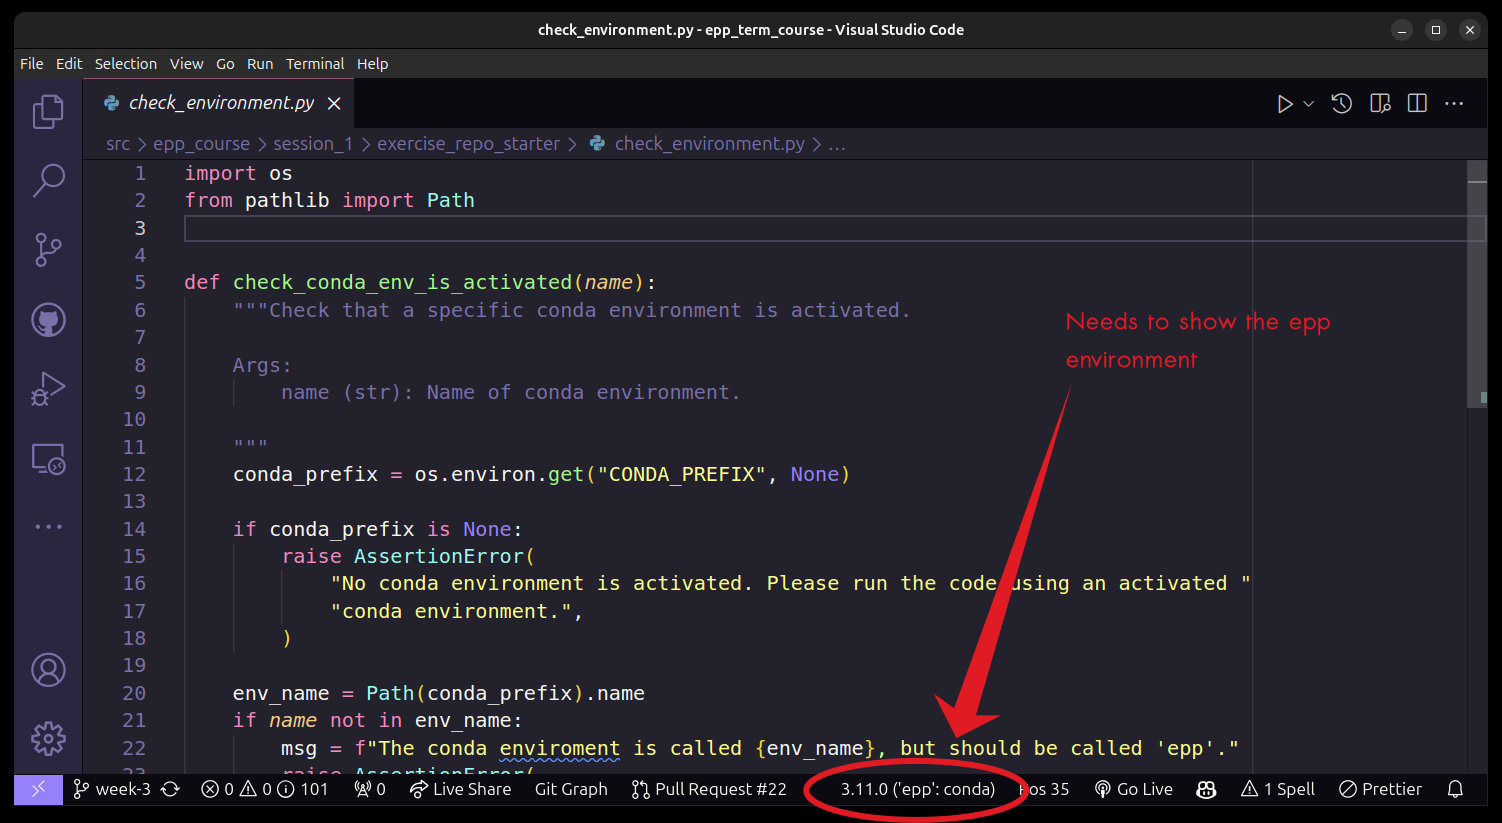 check_environment.py - epp_term_course - Visual Studio Code
File Edit Selection View Go Run Terminal Help
check_environment.py
src > epp_course > session_1 > exercise_repo_starter > check_environment.py > ...
1 import os
2 from pathlib import Path
3
4
5 def check_conda_env_is_activated(name):
6 """Check that a specific conda environment is activated.
7
8 Args:
9 name (str): Name of conda environment.
10
11 """
12 conda_prefix = os.environ.get("CONDA_PREFIX", None)
13
14 if conda_prefix is None:
15 raise AssertionError(
16 "No conda environment is activated. Please run the code using an activated "
17 "conda environment.",
18 )
19
20 env_name = Path(conda_prefix).name
21 if name not in env_name:
22 msg = f"The conda enviroment is called {env_name}, but should be called 'epp'."
23 raise AssertionError(
Needs to show the epp
environment
week-3 0 0 101 0 Live Share Git Graph Pull Request #22 3.11.0 ('epp': conda) Pos 35 Go Live 1 Spell Prettier